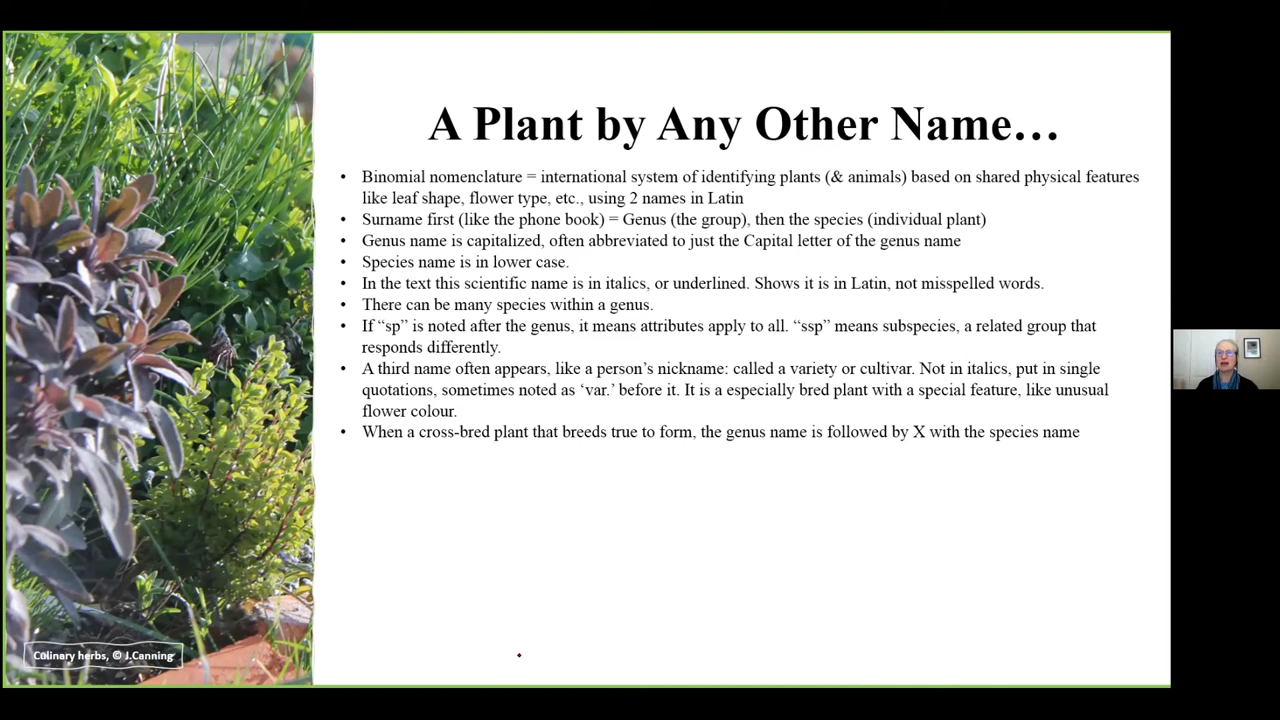 A Plant by Any Other Name…
• Binomial nomenclature = international system of identifying plants (& animals) based on shared physical features
like leaf shape, flower type, etc., using 2 names in Latin
• Surname first (like the phone book) = Genus (the group), then the species (individual plant)
• Genus name is capitalized, often abbreviated to just the Capital letter of the genus name
• Species name is in lower case.
• In the text this scientific name is in italics, or underlined. Shows it is in Latin, not misspelled words.
• There can be many species within a genus.
• If “sp” is noted after the genus, it means attributes apply to all. “ssp” means subspecies, a related group that
responds differently.
• A third name often appears, like a person’s nickname: called a variety or cultivar. Not in italics, put in single
quotations, sometimes noted as ‘var.’ before it. It is a especially bred plant with a special feature, like unusual
flower colour.
• When a cross-bred plant that breeds true to form, the genus name is followed by X with the species name
Culinary herbs, © J.Canning